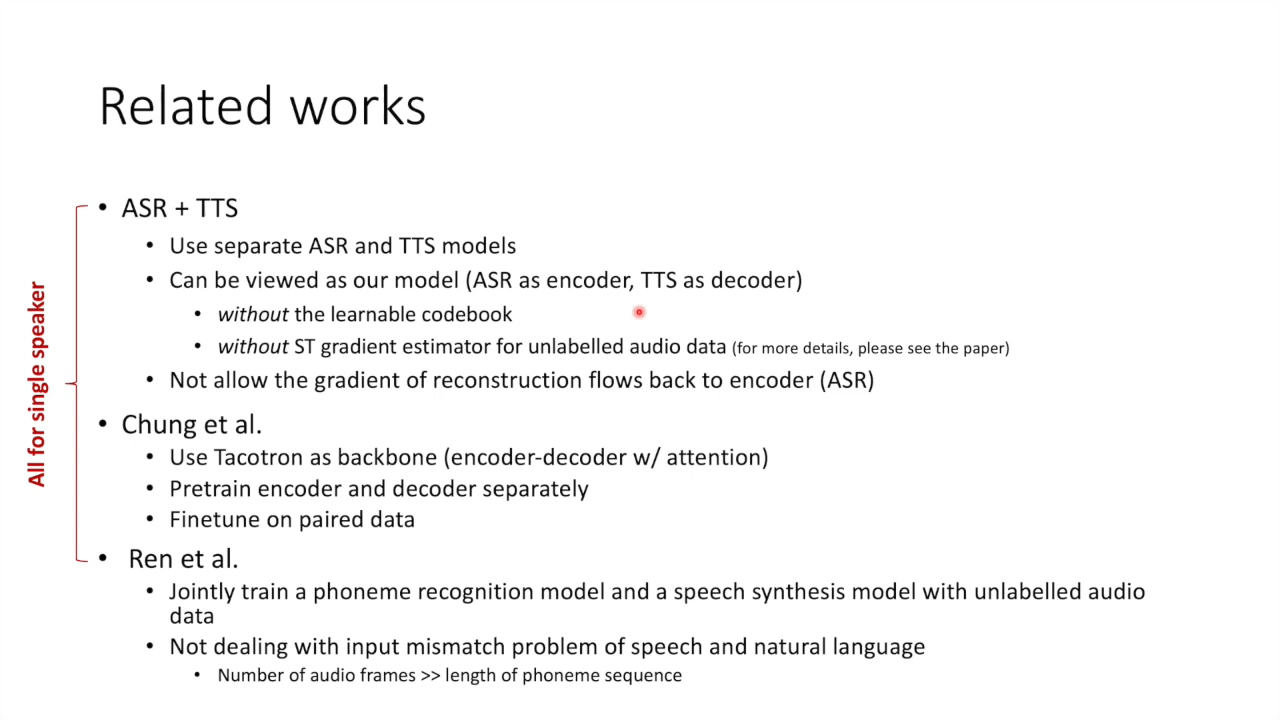 Related works
All for single speaker
• ASR + TTS
• Use separate ASR and TTS models
• Can be viewed as our model (ASR as encoder, TTS as decoder)
• without the learnable codebook
• without ST gradient estimator for unlabelled audio data (for more details, please see the paper)
• Not allow the gradient of reconstruction flows back to encoder (ASR)
• Chung et al.
• Use Tacotron as backbone (encoder-decoder w/ attention)
• Pretrain encoder and decoder separately
• Finetune on paired data
• Ren et al.
• Jointly train a phoneme recognition model and a speech synthesis model with unlabelled audio
data
• Not dealing with input mismatch problem of speech and natural language
• Number of audio frames >> length of phoneme sequence